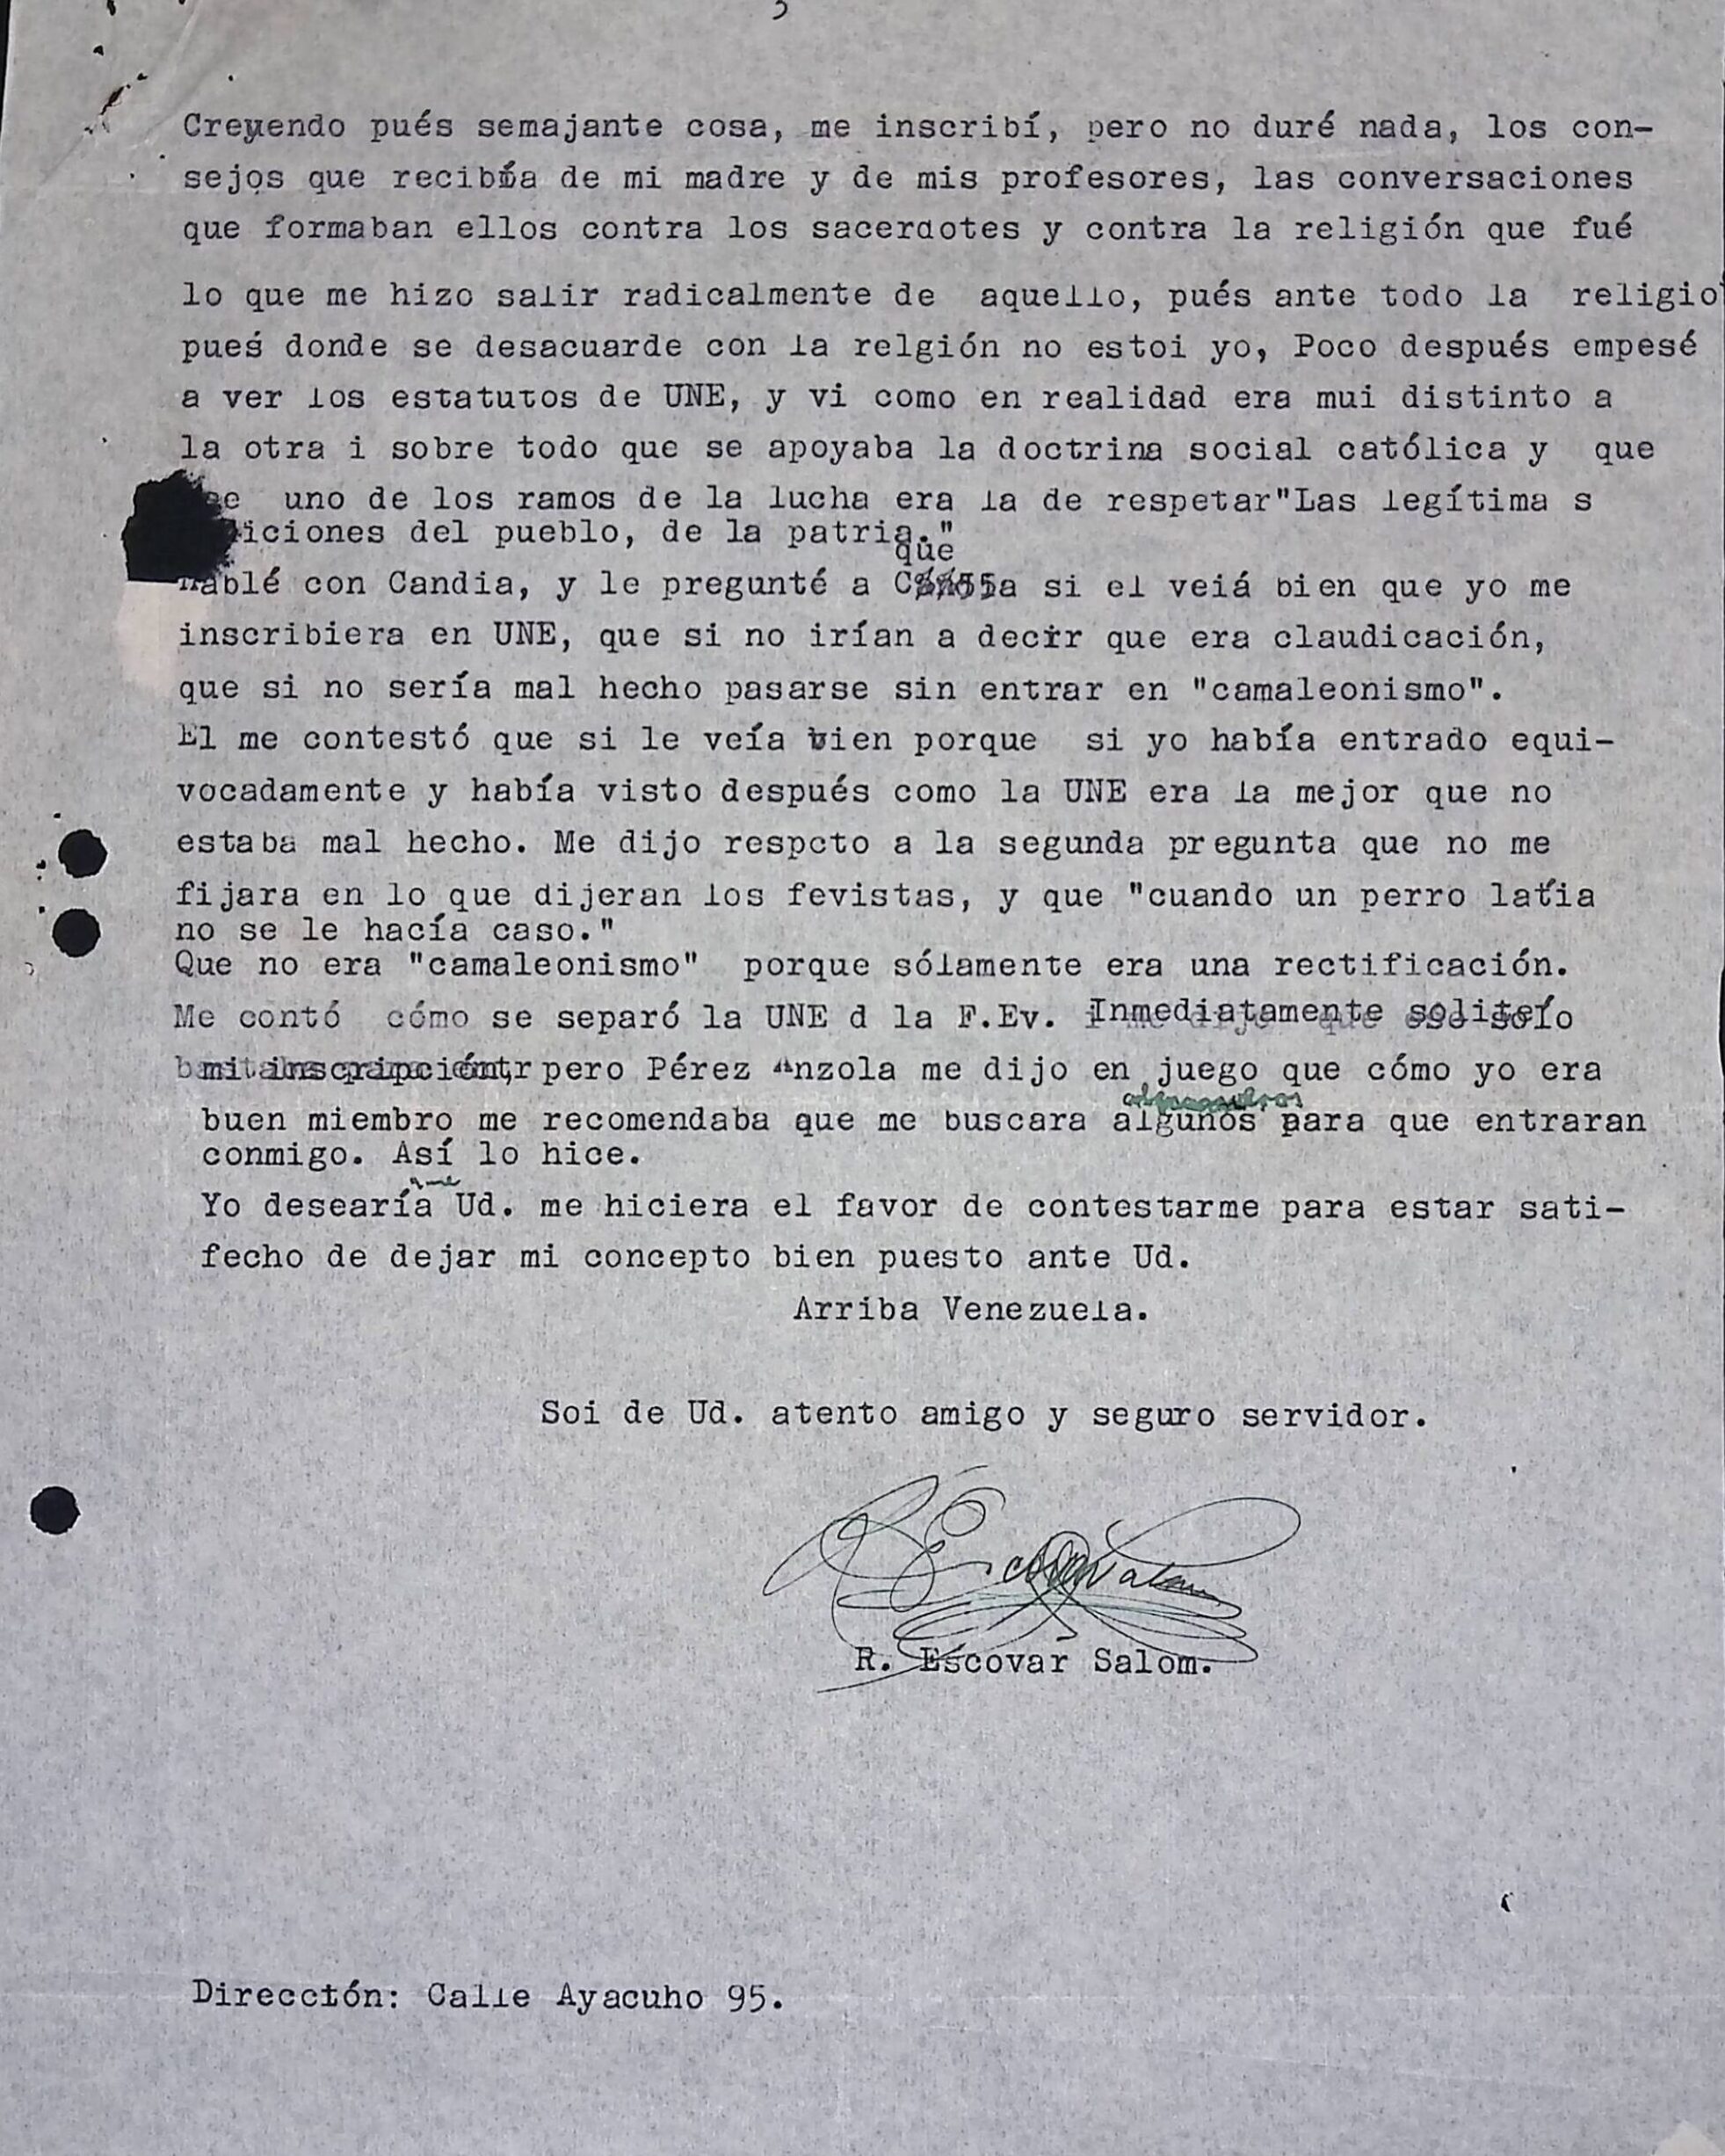 3
Creyendo pués semajante cosa, me inscribí, pero no duré nada, los con-
sejos que recibía de mi madre y de mis profesores, las conversaciones
que formaban ellos contra los sacerdotes y contra la religión que fué
lo que me hizo salir radicalmente de aquello, pués ante todo la religio
pueś donde se desacuarde con la relgión no estoi yo, Poco después empesé
a ver los estatutos de UNE, y vi como en realidad era mui distinto a
la otra i sobre todo que se apoyaba la doctrina social católica y que
uno de los ramos de la lucha era la de respetar"Las legítima s
iciones del pueblo, de la patria."
que
hablé con Candia, y le pregunté a si el veiá bien que yo me
inscribiera en UNE, que si no irían a decir que era claudicación,
que si no sería mal hecho pasarse sin entrar en "camaleonismo".
El me contestó que si le veía bien porque si yo había entrado equi-
vocadamente y había visto después como la UNE era la mejor que no
estaba mal hecho. Me dijo respcto a la segunda pregunta que no me
fijara en lo que dijeran los fevistas, y que "cuando un perro latía
no se le hacía caso."
Que no era "camaleonismo" porque sólamente era una rectificación.
Me contó cómo se separó la UNE d la F.Ev. Inmediatamente
mi inscripción, pero Pérez Anzola me dijo en juego que cómo yo era
buen miembro me recomendaba que me buscara algunos para que entraran
conmigo. Así lo hice.
que
Yo desearía Ud. me hiciera el favor de contestarme para estar sati-
fecho de dejar mi concepto bien puesto ante Ud.
Arriba Venezuela.
Soi de Ud. atento amigo y seguro servidor.
R. Escovar Salom
R. Escovar Salom.
Dirección: Calle Ayacuho 95.